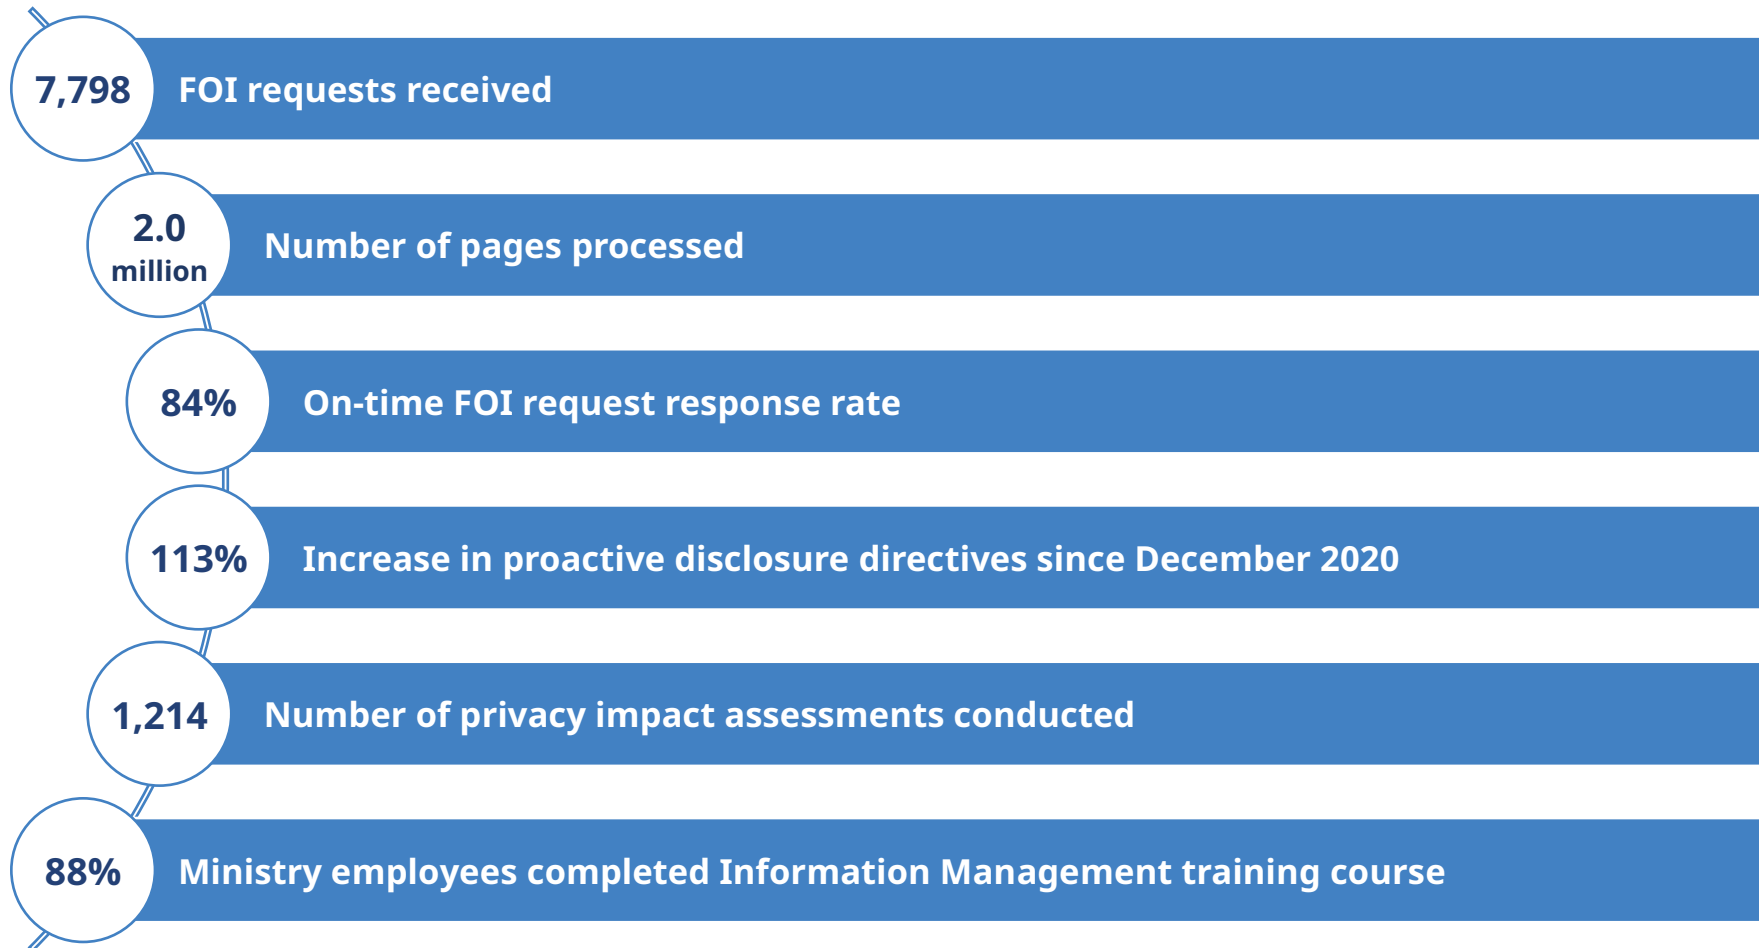 7,798
FOI requests received
2.0
million
Number of pages processed
84%
On-time FOI request response rate
113%
Increase in proactive disclosure directives since December 2020
1,214
Number of privacy impact assessments conducted
88%
Ministry employees completed Information Management training course